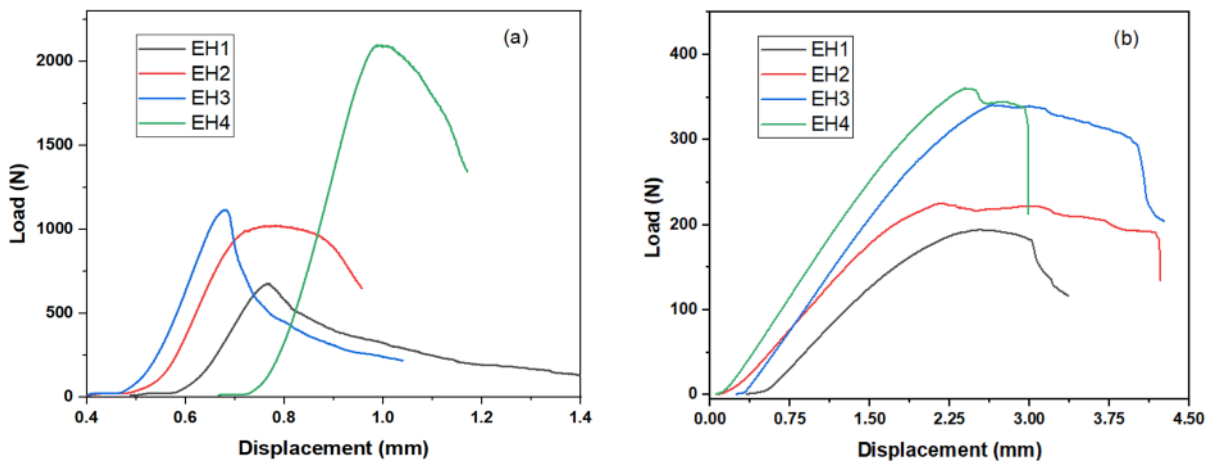 (a)
EH1
EH2
EH3
EH4
Load (N)
2000
1500
1000
500
0
0.4 0.6 0.8 1.0 1.2 1.4
Displacement (mm)
(b)
EH1
EH2
EH3
EH4
Load (N)
400
300
200
100
0
0.00 0.75 1.50 2.25 3.00 3.75 4.50
Displacement (mm)